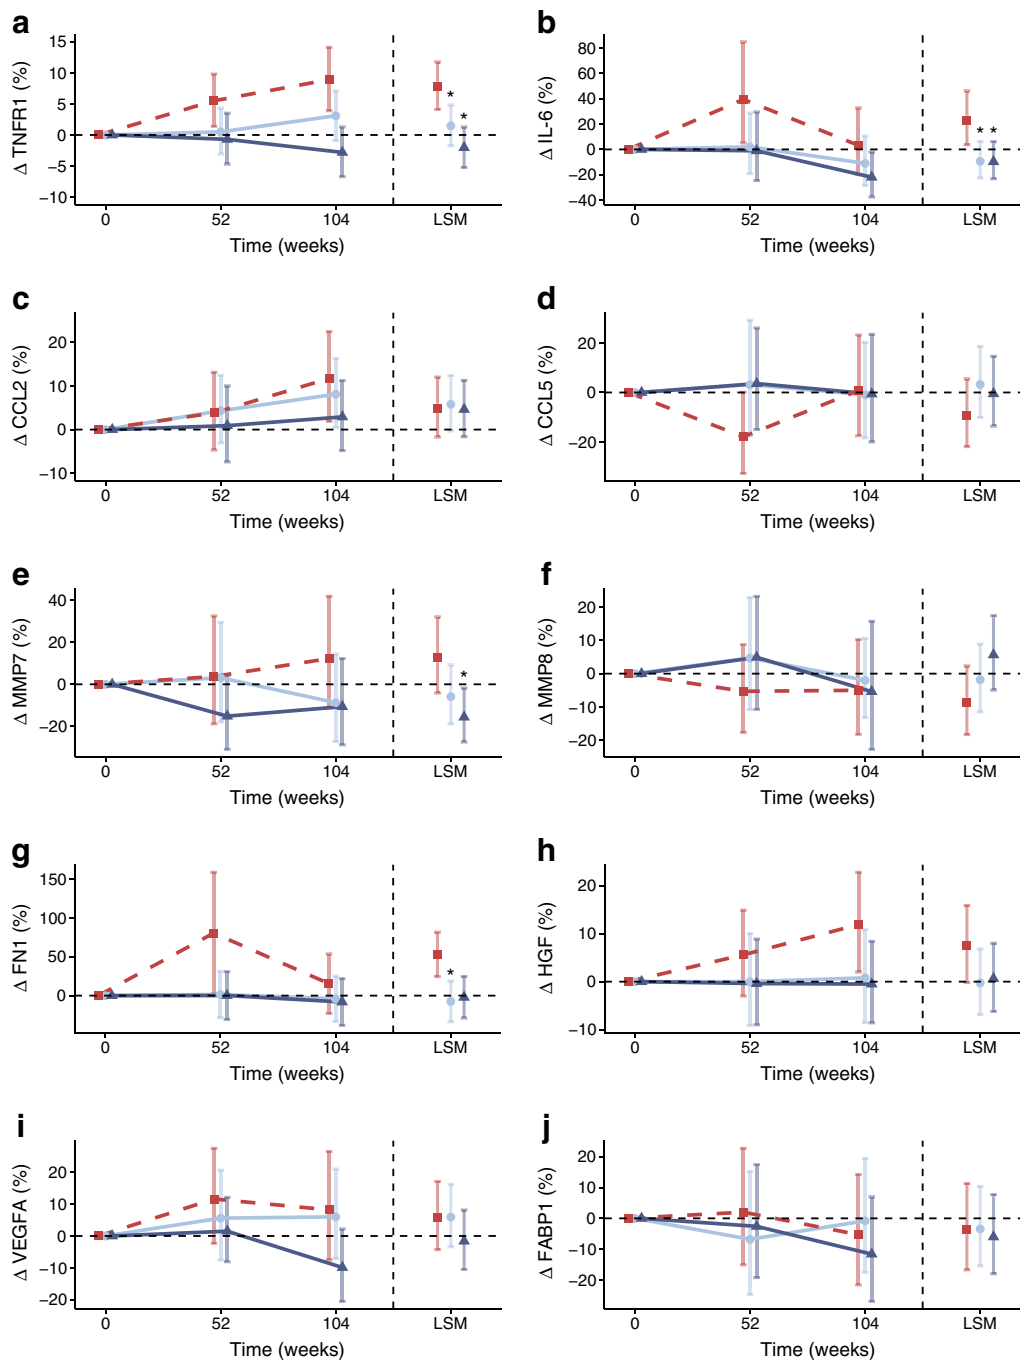 a
Δ TNFR1 (%)
15
10
5
0
−5
−10
* *
0 52 104 LSM
Time (weeks)
b
Δ IL-6 (%)
80
60
40
20
0
−20
−40
* *
0 52 104 LSM
Time (weeks)
c
Δ CCL2 (%)
20
10
0
−10
0 52 104 LSM
Time (weeks)
d
Δ CCL5 (%)
20
0
−20
0 52 104 LSM
Time (weeks)
e
Δ MMP7 (%)
40
20
0
−20
*
0 52 104 LSM
Time (weeks)
f
Δ MMP8 (%)
20
10
0
−10
−20
0 52 104 LSM
Time (weeks)
g
Δ FN1 (%)
150
100
50
0
*
0 52 104 LSM
Time (weeks)
h
Δ HGF (%)
20
10
0
−10
0 52 104 LSM
Time (weeks)
i
Δ VEGFA (%)
20
10
0
−10
−20
0 52 104 LSM
Time (weeks)
j
Δ FABP1 (%)
20
10
0
−10
−20
0 52 104 LSM
Time (weeks)